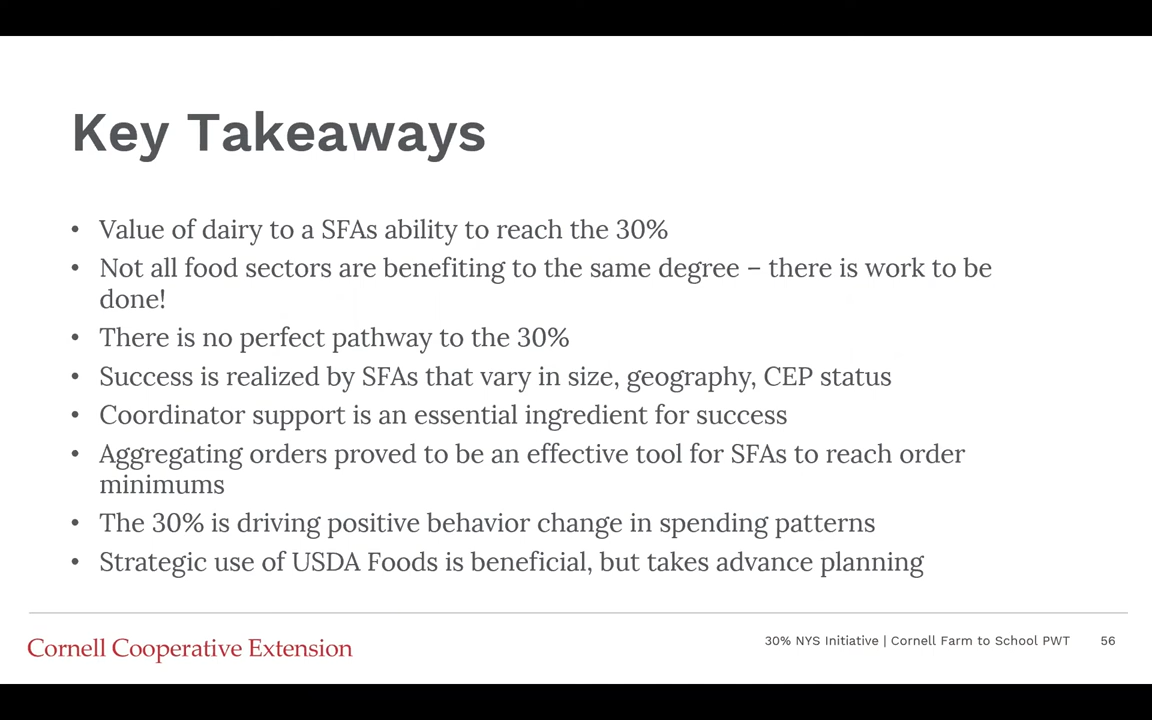 Key Takeaways
• Value of dairy to a SFAs ability to reach the 30%
• Not all food sectors are benefiting to the same degree – there is work to be
done!
• There is no perfect pathway to the 30%
• Success is realized by SFAs that vary in size, geography, CEP status
• Coordinator support is an essential ingredient for success
• Aggregating orders proved to be an effective tool for SFAs to reach order
minimums
• The 30% is driving positive behavior change in spending patterns
• Strategic use of USDA Foods is beneficial, but takes advance planning
Cornell Cooperative Extension
30% NYS Initiative | Cornell Farm to School PWT 56